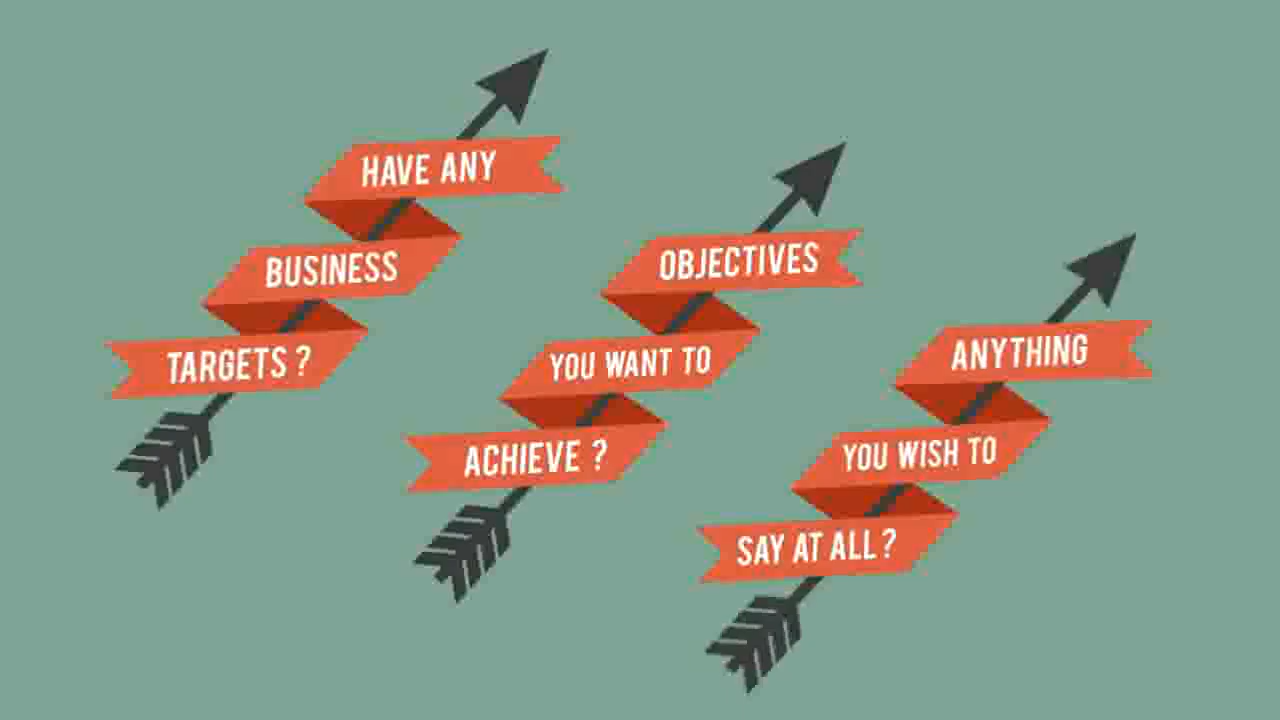 HAVE ANY
BUSINESS
TARGETS ?
OBJECTIVES
YOU WANT TO
ACHIEVE ?
ANYTHING
YOU WISH TO
SAY AT ALL ?